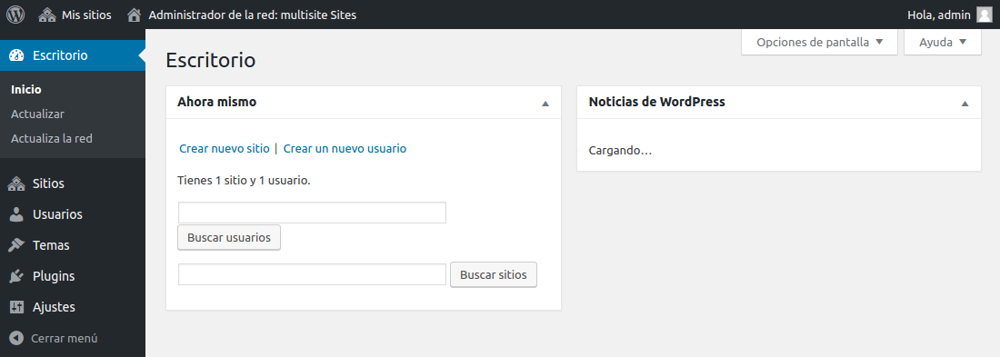 Mis sitios Administrador de la red: multisite Sites Hola, admin
Escritorio
Inicio
Actualizar
Actualiza la red
Sitios
Usuarios
Temas
Plugins
Ajustes
Cerrar menú
Opciones de pantalla Ayuda
Escritorio
Ahora mismo
Crear nuevo sitio | Crear un nuevo usuario
Tienes 1 sitio y 1 usuario.
Buscar usuarios
Buscar sitios
Noticias de WordPress
Cargando…